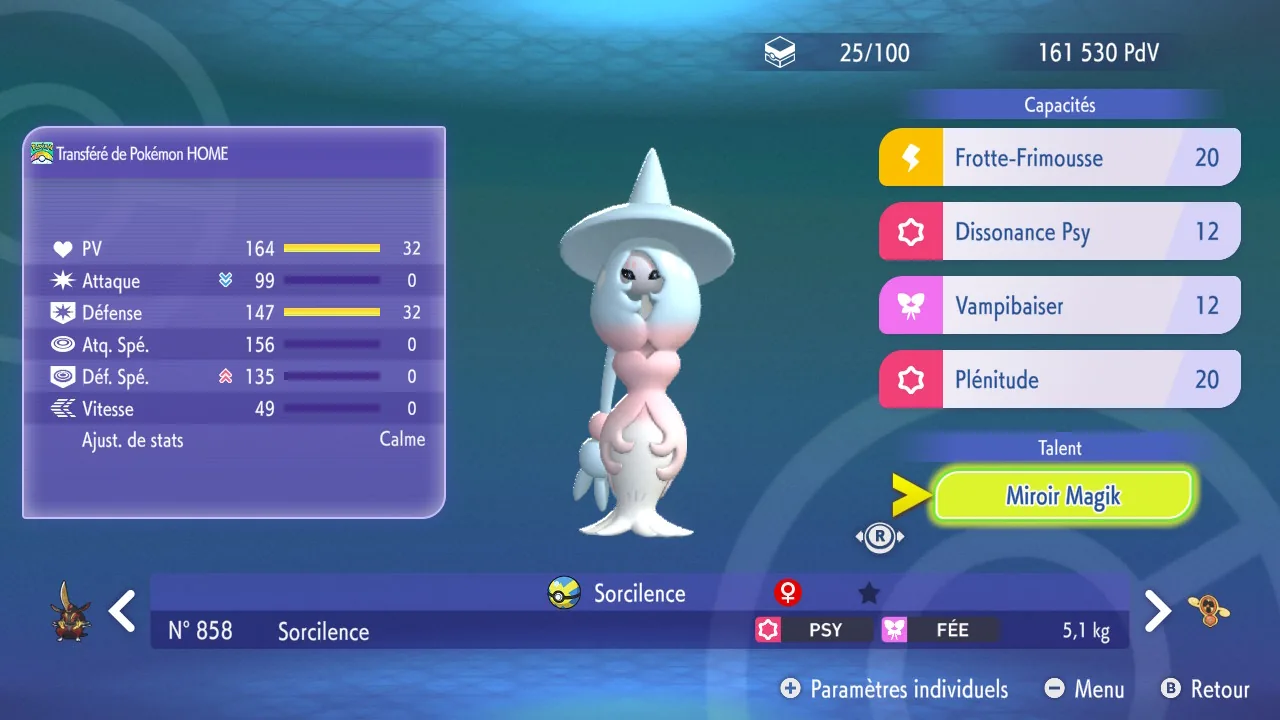 25/100
161 530 PdV
Transféré de Pokémon HOME
PV 164 32
Attaque 99 0
Défense 147 32
Atq. Spé. 156 0
Déf. Spé. 135 0
Vitesse 49 0
Ajust. de stats Calme
Capacités
Frotte-Frimousse 20
Dissonance Psy 12
Vampibaiser 12
Plénitude 20
Talent
Miroir Magik
R
Sorcilence
N° 858 Sorcilence PSY FÉE 5,1 kg
Paramètres individuels Menu B Retour